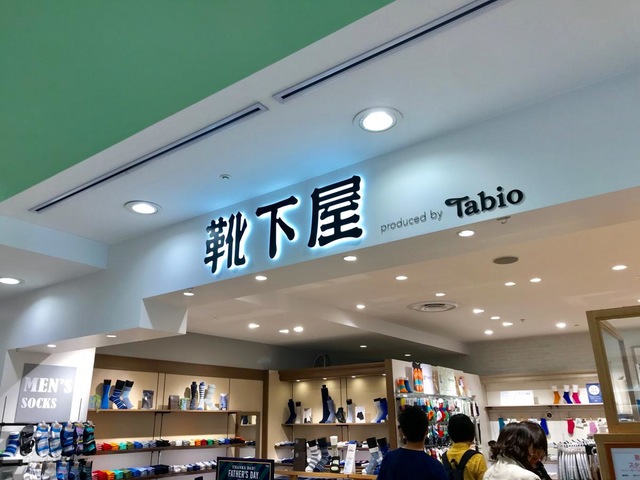 靴下屋 produced by Tabio
MEN'S
SOCKS
FATHER'S DAY